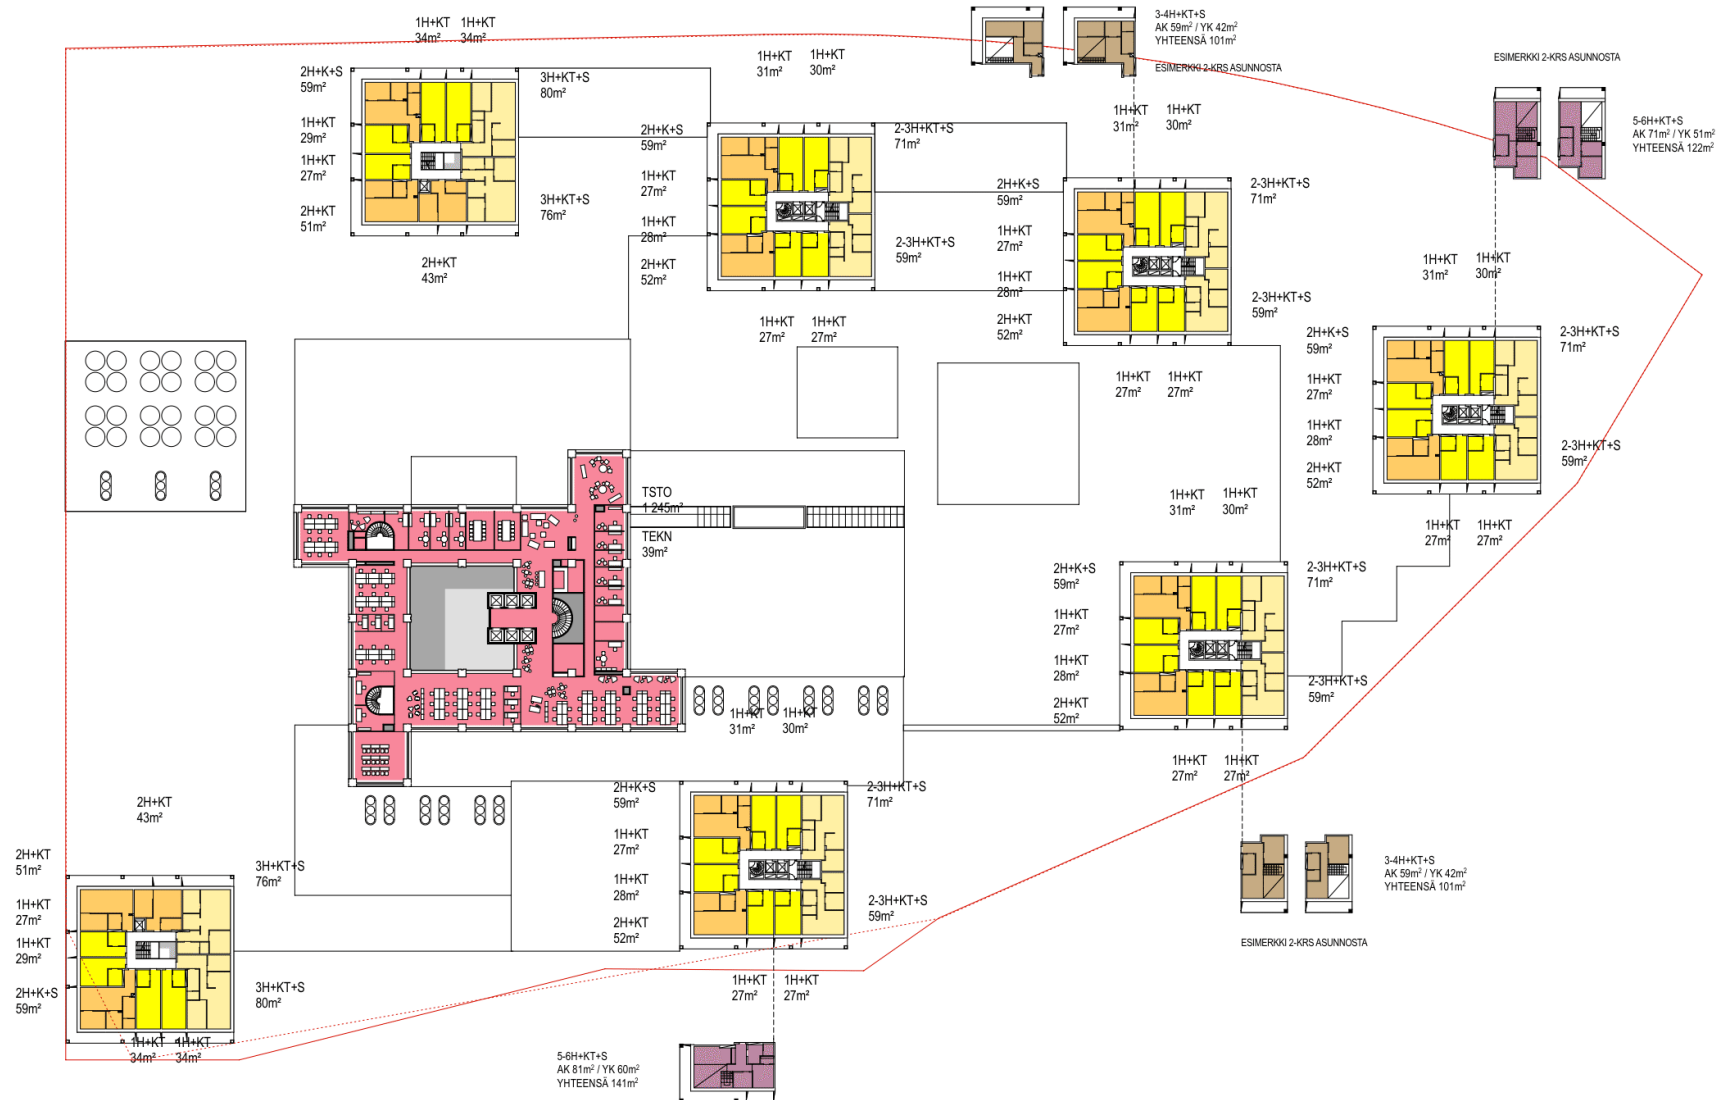 1H+KT 1H+KT
34m² 34m²
2H+K+S
59m²
3H+KT+S
80m²
1H+KT
29m²
1H+KT
27m²
2H+KT
51m²
3H+KT+S
76m²
2H+KT
43m²
1H+KT 1H+KT
31m² 30m²
2H+K+S
59m²
2-3H+KT+S
71m²
1H+KT
27m²
1H+KT
28m²
2H+KT
52m²
2-3H+KT+S
59m²
1H+KT 1H+KT
27m² 27m²
3-4H+KT+S
AK 59m² / YK 42m²
YHTEENSÄ 101m²
ESIMERKKI 2-KRS ASUNNOSTA
1H+KT 1H+KT
31m² 30m²
2H+K+S
59m²
2-3H+KT+S
71m²
1H+KT
27m²
1H+KT
28m²
2H+KT
52m²
2-3H+KT+S
59m²
1H+KT 1H+KT
27m² 27m²
ESIMERKKI 2-KRS ASUNNOSTA
5-6H+KT+S
AK 71m² / YK 51m²
YHTEENSÄ 122m²
1H+KT 1H+KT
31m² 30m²
2H+K+S
59m²
2-3H+KT+S
71m²
1H+KT
27m²
1H+KT
28m²
2H+KT
52m²
2-3H+KT+S
59m²
1H+KT 1H+KT
27m² 27m²
TSTO
1 245m²
TEKN
39m²
1H+KT 1H+KT
31m² 30m²
2H+K+S
59m²
2-3H+KT+S
71m²
1H+KT
27m²
1H+KT
28m²
2H+KT
52m²
2-3H+KT+S
59m²
1H+KT 1H+KT
27m² 27m²
3-4H+KT+S
AK 59m² / YK 42m²
YHTEENSÄ 101m²
ESIMERKKI 2-KRS ASUNNOSTA
1H+KT 1H+KT
31m² 30m²
2H+K+S
59m²
2-3H+KT+S
71m²
1H+KT
27m²
1H+KT
28m²
2H+KT
52m²
2-3H+KT+S
59m²
1H+KT 1H+KT
27m² 27m²
5-6H+KT+S
AK 81m² / YK 60m²
YHTEENSÄ 141m²
2H+KT
43m²
2H+KT
51m²
3H+KT+S
76m²
1H+KT
27m²
1H+KT
29m²
2H+K+S
59m²
3H+KT+S
80m²
1H+KT 1H+KT
34m² 34m²